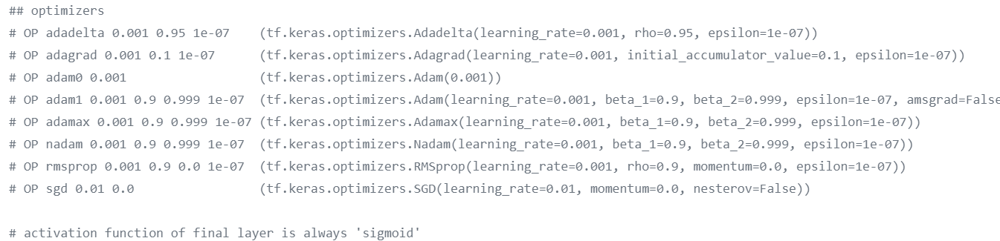 ## optimizers
# OP adadelta 0.001 0.95 1e-07    (tf.keras.optimizers.Adadelta(learning_rate=0.001, rho=0.95, epsilon=1e-07))
# OP adagrad 0.001 0.1 1e-07      (tf.keras.optimizers.Adagrad(learning_rate=0.001, initial_accumulator_value=0.1, epsilon=1e-07))
# OP adam0 0.001                  (tf.keras.optimizers.Adam(0.001))
# OP adam1 0.001 0.9 0.999 1e-07  (tf.keras.optimizers.Adam(learning_rate=0.001, beta_1=0.9, beta_2=0.999, epsilon=1e-07, amsgrad=False
# OP adamax 0.001 0.9 0.999 1e-07 (tf.keras.optimizers.Adamax(learning_rate=0.001, beta_1=0.9, beta_2=0.999, epsilon=1e-07))
# OP nadam 0.001 0.9 0.999 1e-07  (tf.keras.optimizers.Nadam(learning_rate=0.001, beta_1=0.9, beta_2=0.999, epsilon=1e-07))
# OP rmsprop 0.001 0.9 0.0 1e-07  (tf.keras.optimizers.RMSprop(learning_rate=0.001, rho=0.9, momentum=0.0, epsilon=1e-07))
# OP sgd 0.01 0.0                 (tf.keras.optimizers.SGD(learning_rate=0.01, momentum=0.0, nesterov=False))
# activation function of final layer is always 'sigmoid'